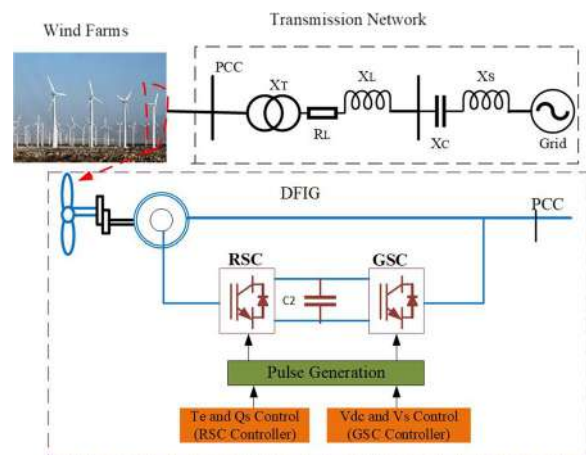 Transmission Network
Wind Farms
PCC
XT
RL
XL
XC
XS
Grid
DFIG
PCC
RSC
GSC
C2
Pulse Generation
Te and Qs Control
(RSC Controller)
Vdc and Vs Control
(GSC Controller)